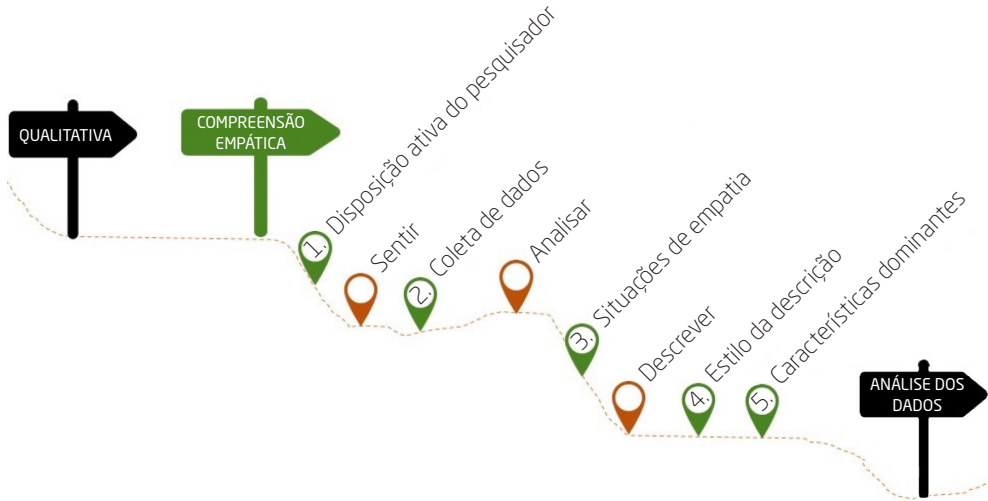 QUALITATIVA
COMPREENSÃO
EMPÁTICA
1. Disposição ativa do pesquisador
Sentir
2. Coleta de dados
Analisar
3. Situações de empatia
Descrever
4. Estilo da descrição
5. Características dominantes
ANÁLISE DOS
DADOS